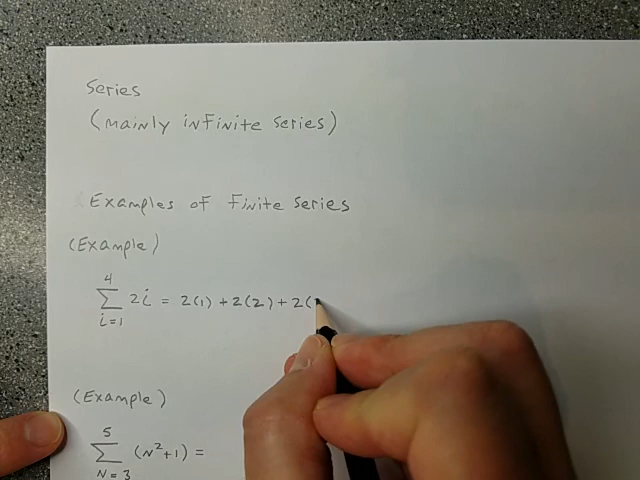 Series
(mainly infinite series)
Examples of finite series
(Example)
4
∑ 2i = 2(1) + 2(2) + 2(
i=1
(Example)
5
∑ (N²+1) =
N=3